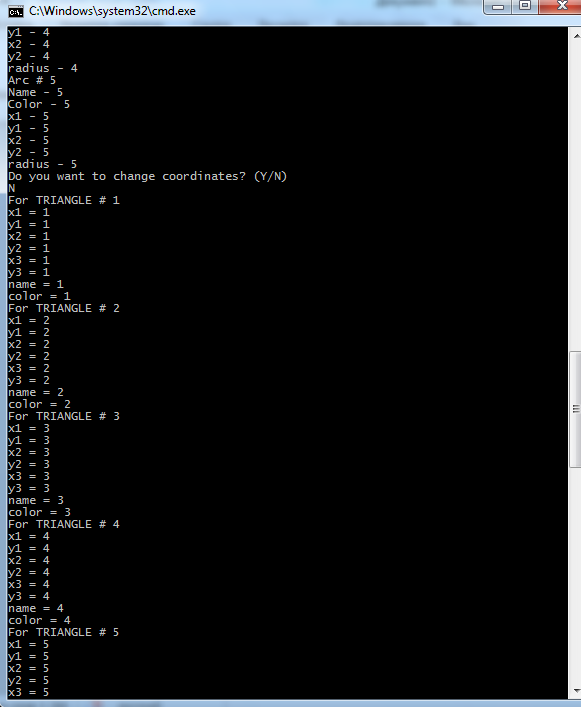 C:\Windows\system32\cmd.exe
y1 - 4
x2 - 4
y2 - 4
radius - 4
Arc # 5
Name - 5
Color - 5
x1 - 5
y1 - 5
x2 - 5
y2 - 5
radius - 5
Do you want to change coordinates? (Y/N)
N
For TRIANGLE # 1
x1 = 1
y1 = 1
x2 = 1
y2 = 1
x3 = 1
y3 = 1
name = 1
color = 1
For TRIANGLE # 2
x1 = 2
y1 = 2
x2 = 2
y2 = 2
x3 = 2
y3 = 2
name = 2
color = 2
For TRIANGLE # 3
x1 = 3
y1 = 3
x2 = 3
y2 = 3
x3 = 3
y3 = 3
name = 3
color = 3
For TRIANGLE # 4
x1 = 4
y1 = 4
x2 = 4
y2 = 4
x3 = 4
y3 = 4
name = 4
color = 4
For TRIANGLE # 5
x1 = 5
y1 = 5
x2 = 5
y2 = 5
x3 = 5